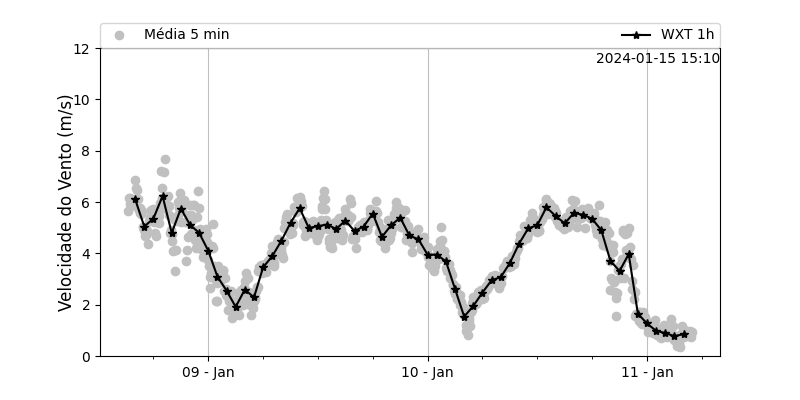 Média 5 min
WXT 1h
2024-01-15 15:10
Velocidade do Vento (m/s)
12
10
8
6
4
2
0
09 - Jan
10 - Jan
11 - Jan